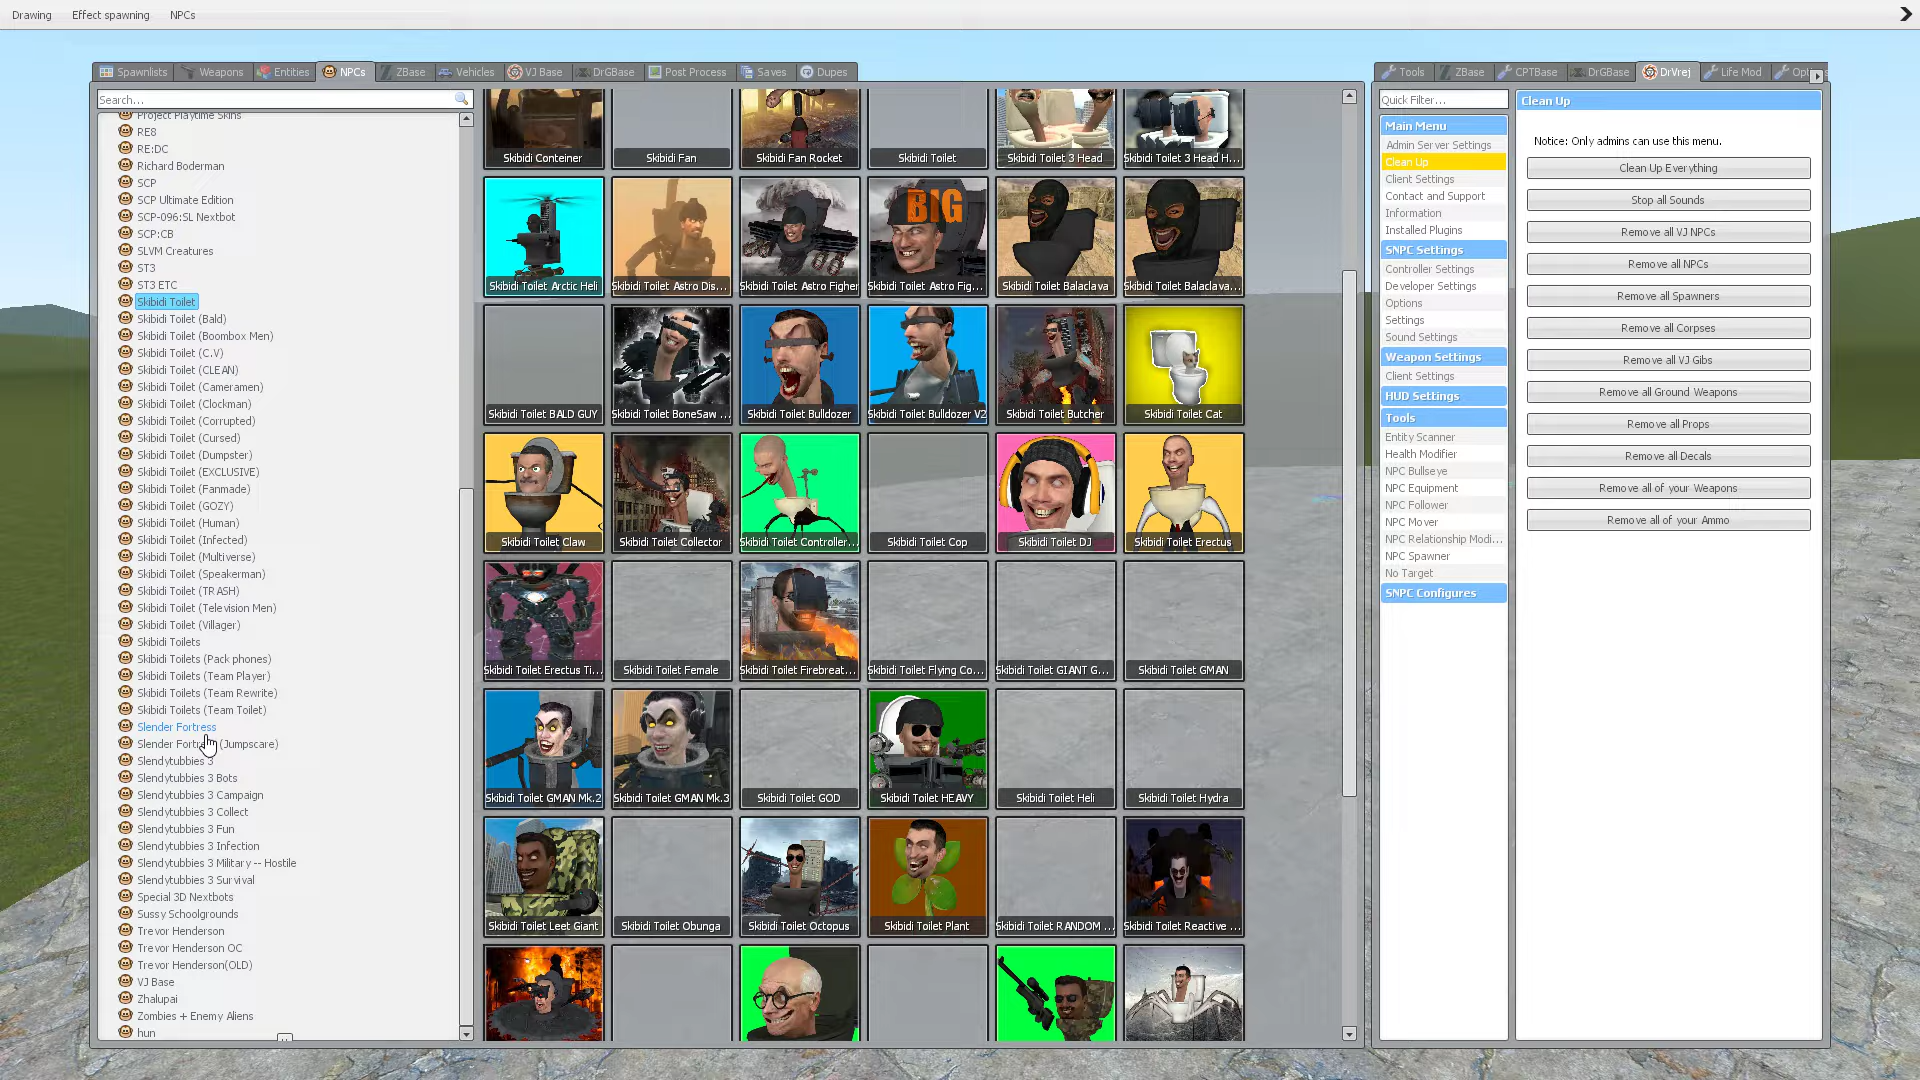 Drawing Effect spawning NPCs
Spawnlists Weapons Entities NPCs ZBase Vehicles VJ Base DrGBase Post Process Saves Dupes
Search...
Project Playtime Skins
RE8
RE:DC
Richard Boderman
SCP
SCP Ultimate Edition
SCP-096:SL Nextbot
SCP:CB
SLVM Creatures
ST3
ST3 ETC
Skibidi Toilet
Skibidi Toilet (Bald)
Skibidi Toilet (Boombox Men)
Skibidi Toilet (C.V)
Skibidi Toilet (CLEAN)
Skibidi Toilet (Cameramen)
Skibidi Toilet (Clockman)
Skibidi Toilet (Corrupted)
Skibidi Toilet (Cursed)
Skibidi Toilet (Dumpster)
Skibidi Toilet (EXCLUSIVE)
Skibidi Toilet (Fanmade)
Skibidi Toilet (GOZY)
Skibidi Toilet (Human)
Skibidi Toilet (Infected)
Skibidi Toilet (Multiverse)
Skibidi Toilet (Speakerman)
Skibidi Toilet (TRASH)
Skibidi Toilet (Television Men)
Skibidi Toilet (Villager)
Skibidi Toilets
Skibidi Toilets (Pack phones)
Skibidi Toilets (Team Player)
Skibidi Toilets (Team Rewrite)
Skibidi Toilets (Team Toilet)
Slender Fortress
Slender Fortress (Jumpscare)
Slendytubbies 3
Slendytubbies 3 Bots
Slendytubbies 3 Campaign
Slendytubbies 3 Collect
Slendytubbies 3 Fun
Slendytubbies 3 Infection
Slendytubbies 3 Military -- Hostile
Slendytubbies 3 Survival
Special 3D Nextbots
Sussy Schoolgrounds
Trevor Henderson
Trevor Henderson OC
Trevor Henderson(OLD)
VJ Base
Zhalupai
Zombies + Enemy Aliens
hun
Skibidi Conteiner Skibidi Fan Skibidi Fan Rocket Skibidi Toilet Skibidi Toilet 3 Head Skibidi Toilet 3 Head H...
BIG
Skibidi Toilet Arctic Heli Skibidi Toilet Astro Dis... Skibidi Toilet Astro Figher Skibidi Toilet Astro Fig... Skibidi Toilet Balaclava Skibidi Toilet Balaclava...
Skibidi Toilet BALD GUY Skibidi Toilet BoneSaw ... Skibidi Toilet Bulldozer Skibidi Toilet Bulldozer V2 Skibidi Toilet Butcher Skibidi Toilet Cat
Skibidi Toilet Claw Skibidi Toilet Collector Skibidi Toilet Controller... Skibidi Toilet Cop Skibidi Toilet DJ Skibidi Toilet Erectus
Skibidi Toilet Erectus Ti... Skibidi Toilet Female Skibidi Toilet Firebreat... Skibidi Toilet Flying Co... Skibidi Toilet GIANT G... Skibidi Toilet GMAN
Skibidi Toilet GMAN Mk.2 Skibidi Toilet GMAN Mk.3 Skibidi Toilet GOD Skibidi Toilet HEAVY Skibidi Toilet Heli Skibidi Toilet Hydra
Skibidi Toilet Leet Giant Skibidi Toilet Obunga Skibidi Toilet Octopus Skibidi Toilet Plant Skibidi Toilet RANDOM ... Skibidi Toilet Reactive ...
Tools ZBase CPTBase DrGBase DrVrej Life Mod Opti
Quick Filter...
Main Menu
Admin Server Settings
Clean Up
Client Settings
Contact and Support
Information
Installed Plugins
SNPC Settings
Controller Settings
Developer Settings
Options
Settings
Sound Settings
Weapon Settings
Client Settings
HUD Settings
Tools
Entity Scanner
Health Modifier
NPC Bullseye
NPC Equipment
NPC Follower
NPC Mover
NPC Relationship Modi...
NPC Spawner
No Target
SNPC Configures
Clean Up
Notice: Only admins can use this menu.
Clean Up Everything
Stop all Sounds
Remove all VJ NPCs
Remove all NPCs
Remove all Spawners
Remove all Corpses
Remove all VJ Gibs
Remove all Ground Weapons
Remove all Props
Remove all Decals
Remove all of your Weapons
Remove all of your Ammo